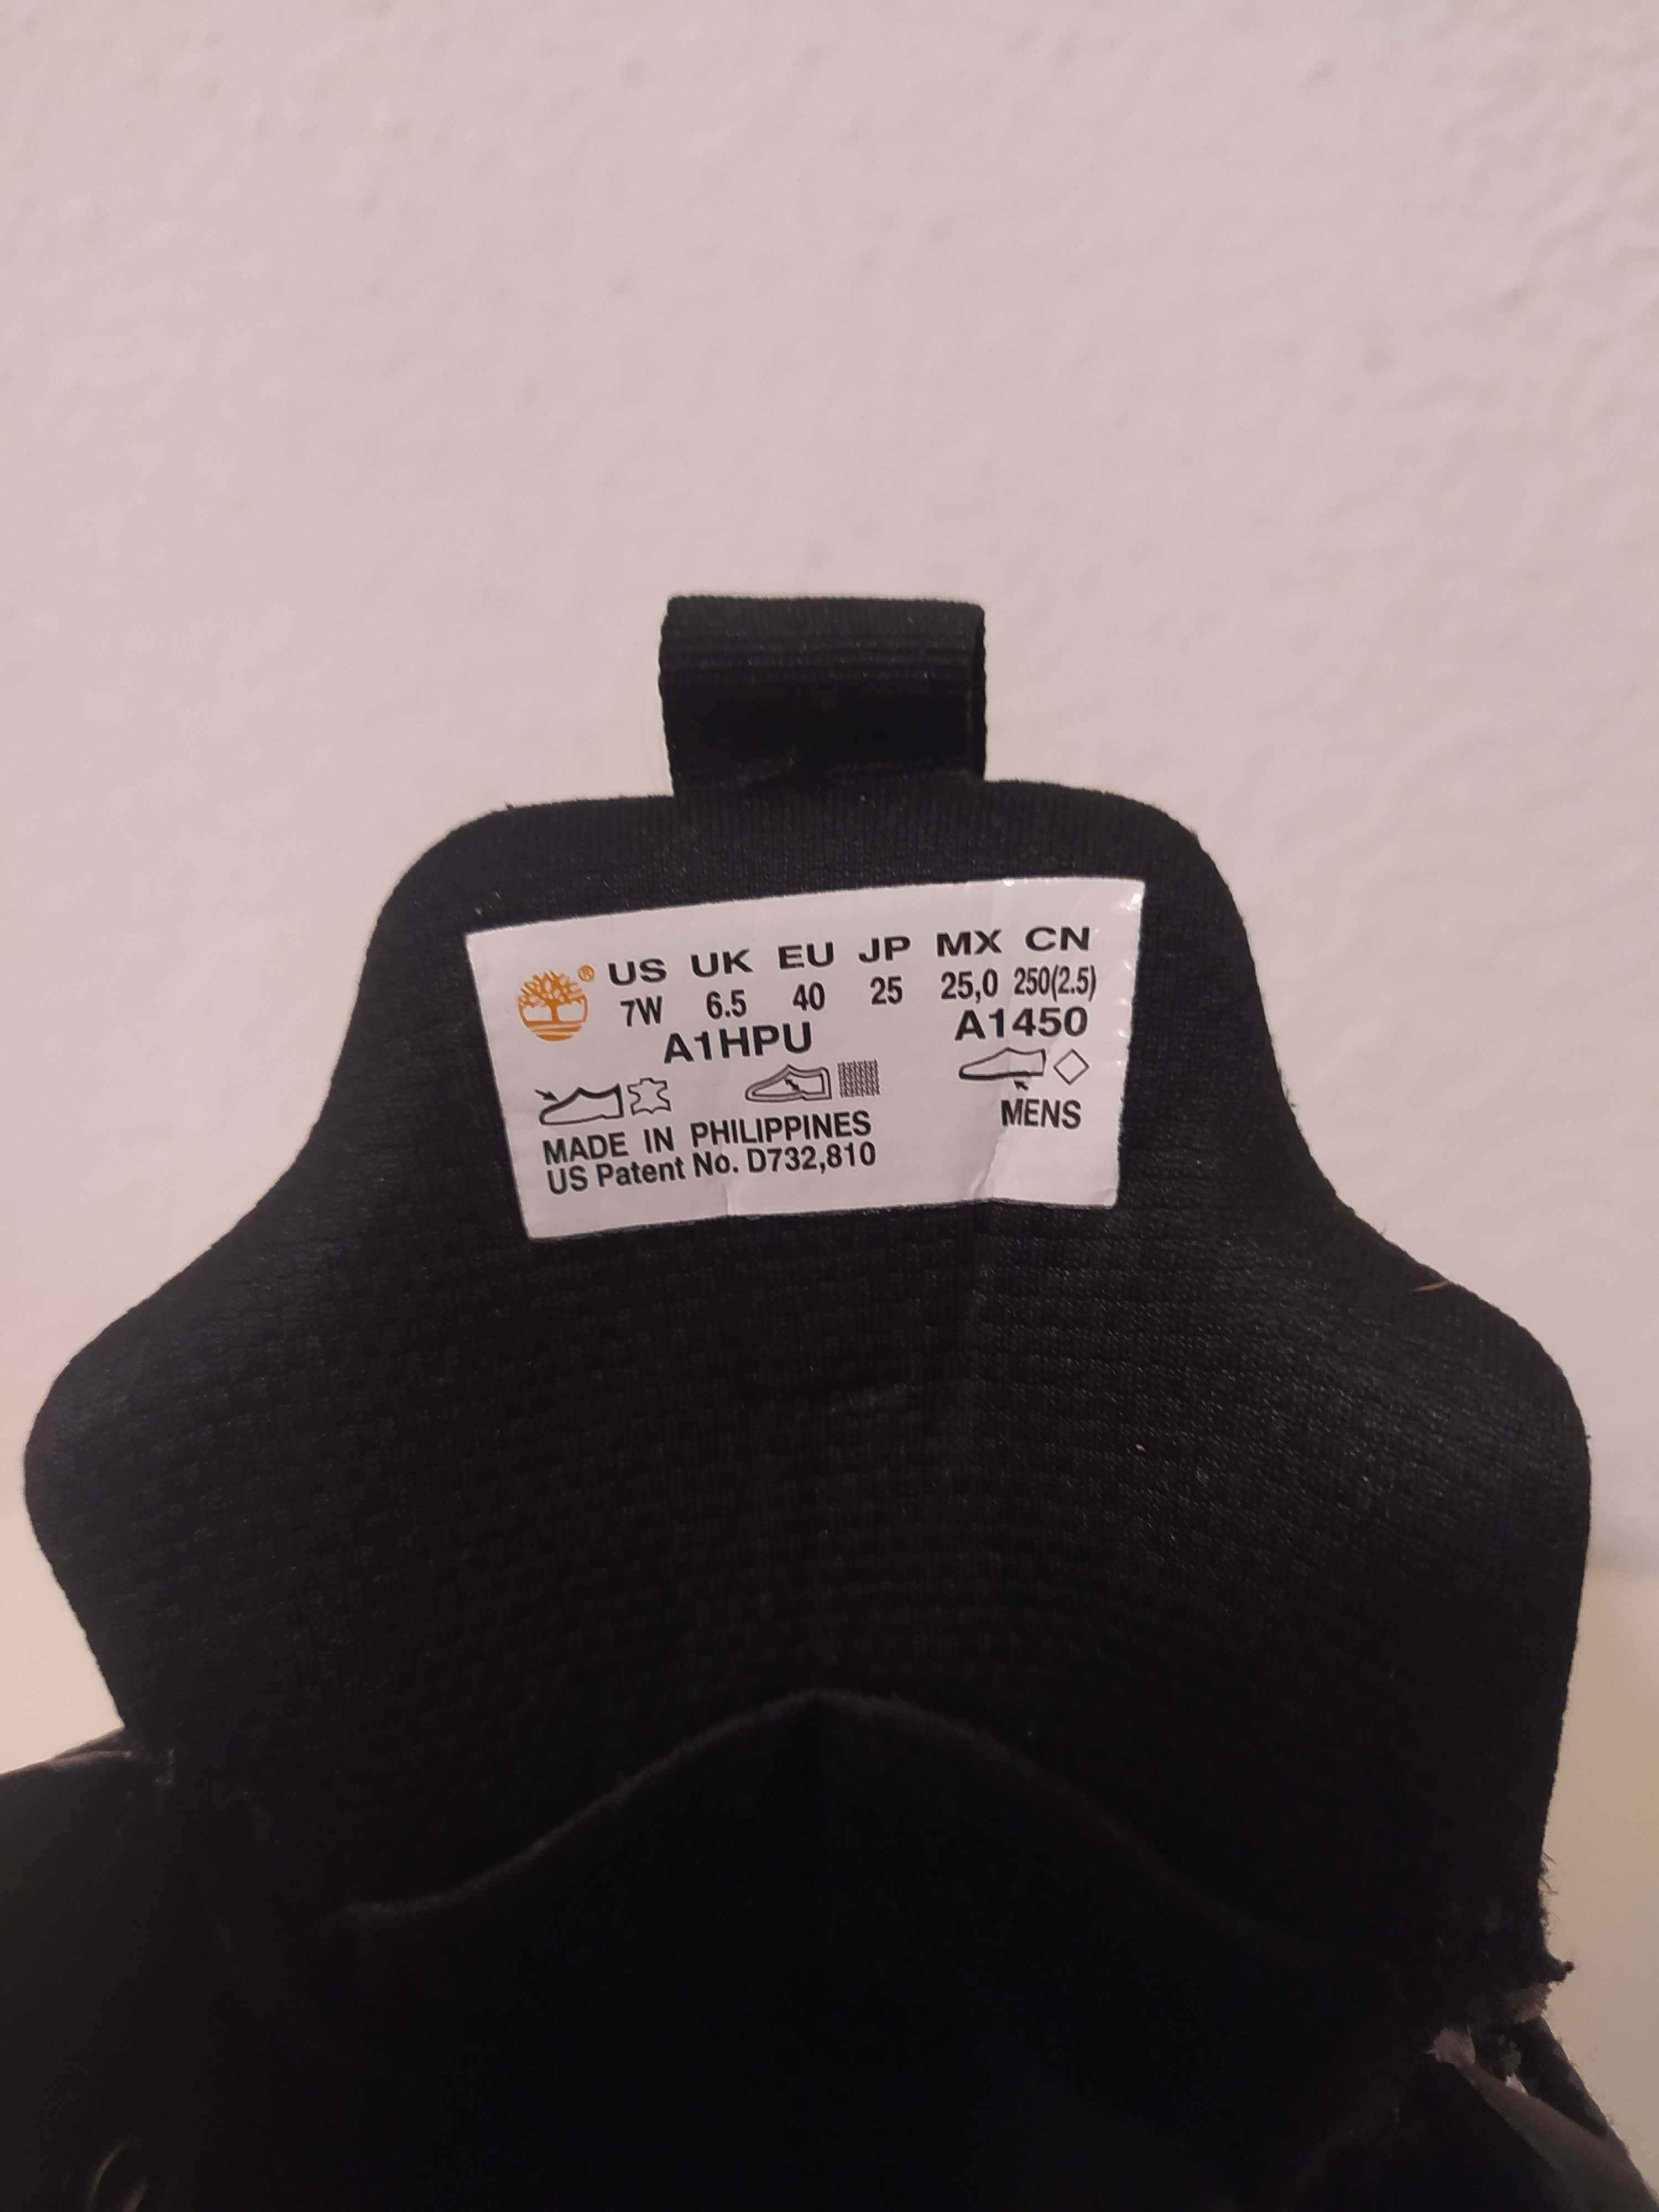 ® US UK EU JP MX CN
7W 6.5 40 25 25,0 250(2.5)
A1HPU A1450
MENS
MADE IN PHILIPPINES
US Patent No. D732,810